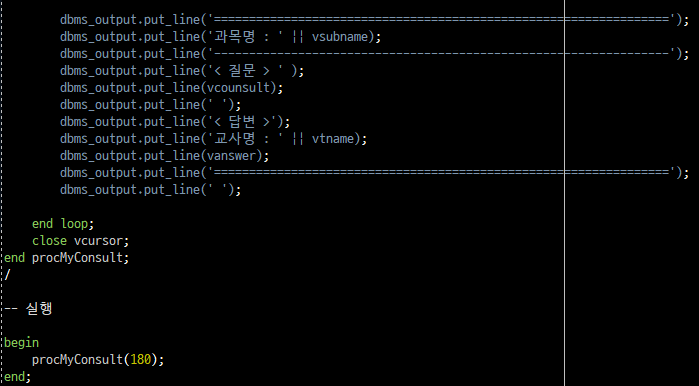 dbms_output.put_line('=================================================================');
dbms_output.put_line('과목명 : ' || vsubname);
dbms_output.put_line('-----------------------------------------------------------------');
dbms_output.put_line('< 질문 > ' );
dbms_output.put_line(vcounsult);
dbms_output.put_line(' ');
dbms_output.put_line('< 답변 >');
dbms_output.put_line('교사명 : ' || vtname);
dbms_output.put_line(vanswer);
dbms_output.put_line('=================================================================');
dbms_output.put_line(' ');
end loop;
close vcursor;
end procMyConsult;
/
-- 실행
begin
procMyConsult(180);
end;